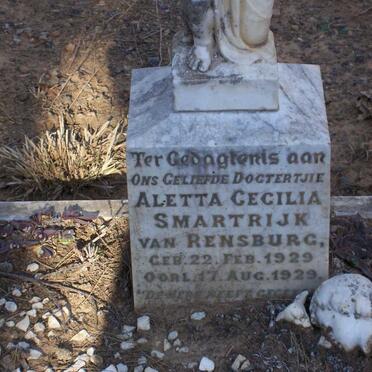 TER GEDAGTENIS AAN
ONS GELIEFDE DOGTERTJIE
ALETTA CECILIA
SMARTRIJK
VAN RENSBURG,
GEB. 22. FEB. 1929
OORL. 17. AUG. 1929.